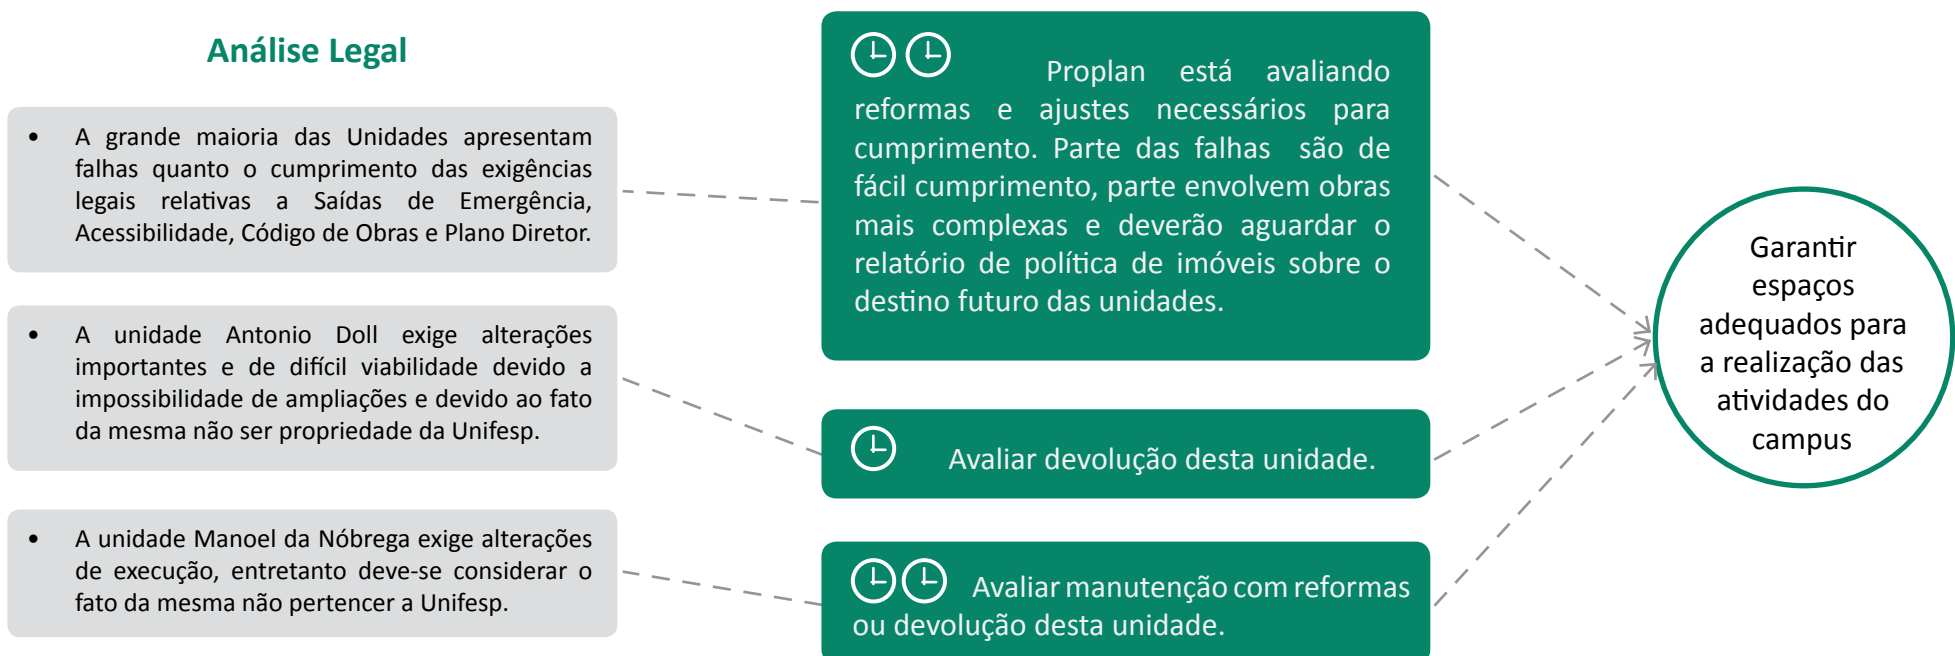 Análise Legal
• A grande maioria das Unidades apresentam
falhas quanto o cumprimento das exigências
legais relativas a Saídas de Emergência,
Acessibilidade, Código de Obras e Plano Diretor.
• A unidade Antonio Doll exige alterações
importantes e de difícil viabilidade devido a
impossibilidade de ampliações e devido ao fato
da mesma não ser propriedade da Unifesp.
• A unidade Manoel da Nóbrega exige alterações
de execução, entretanto deve-se considerar o
fato da mesma não pertencer a Unifesp.
Proplan está avaliando
reformas e ajustes necessários para
cumprimento. Parte das falhas são de
fácil cumprimento, parte envolvem obras
mais complexas e deverão aguardar o
relatório de política de imóveis sobre o
destino futuro das unidades.
Avaliar devolução desta unidade.
Avaliar manutenção com reformas
ou devolução desta unidade.
Garantir
espaços
adequados para
a realização das
atividades do
campus